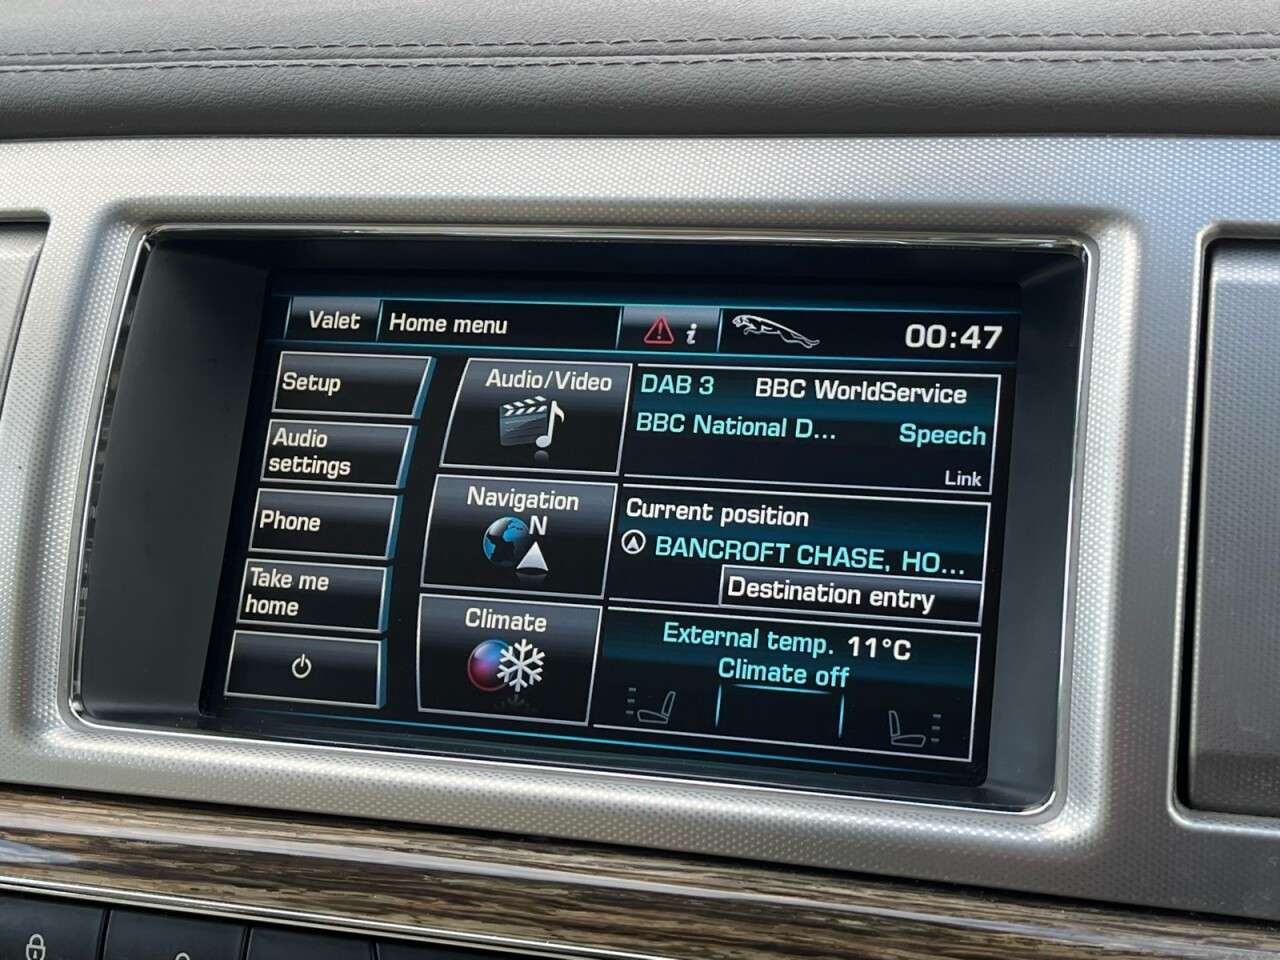 Valet
Home menu
i
00:47
Setup
Audio
settings
Phone
Take me
home
Audio/Video
Navigation
N
Climate
DAB 3 BBC WorldService
BBC National D... Speech
Link
Current position
BANCROFT CHASE, HO...
Destination entry
External temp. 11°C
Climate off